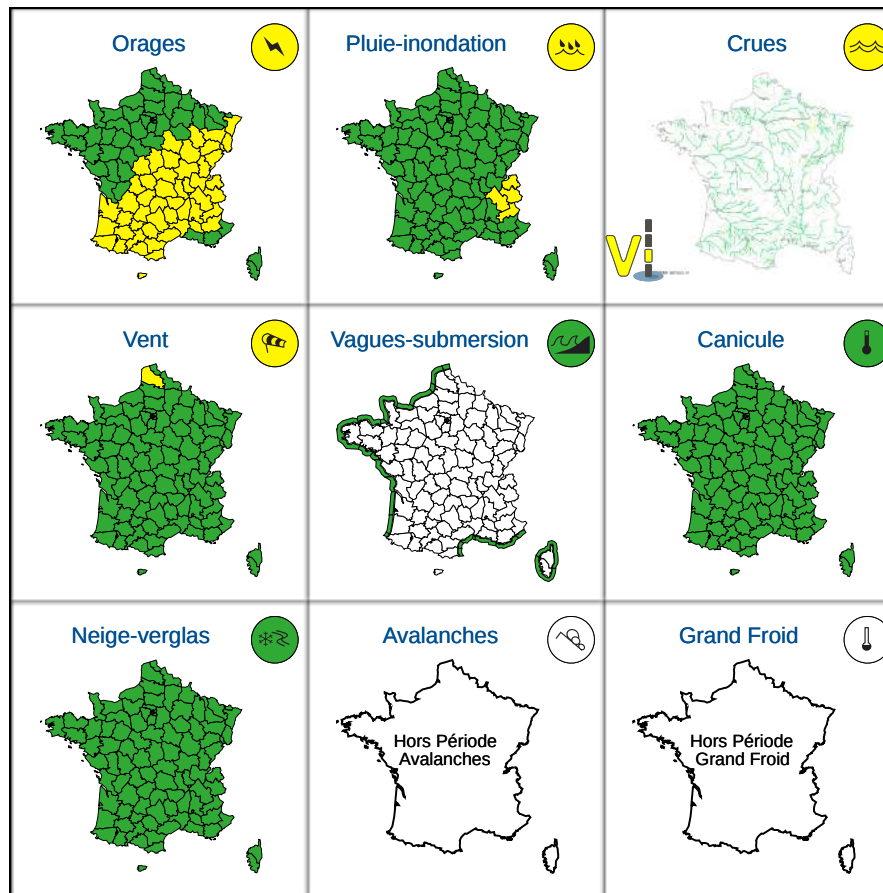 Orages
Pluie-inondation
Crues
Vi
Vent
Vagues-submersion
Canicule
Neige-verglas
Avalanches
Grand Froid
Hors Période
Avalanches
Hors Période
Grand Froid